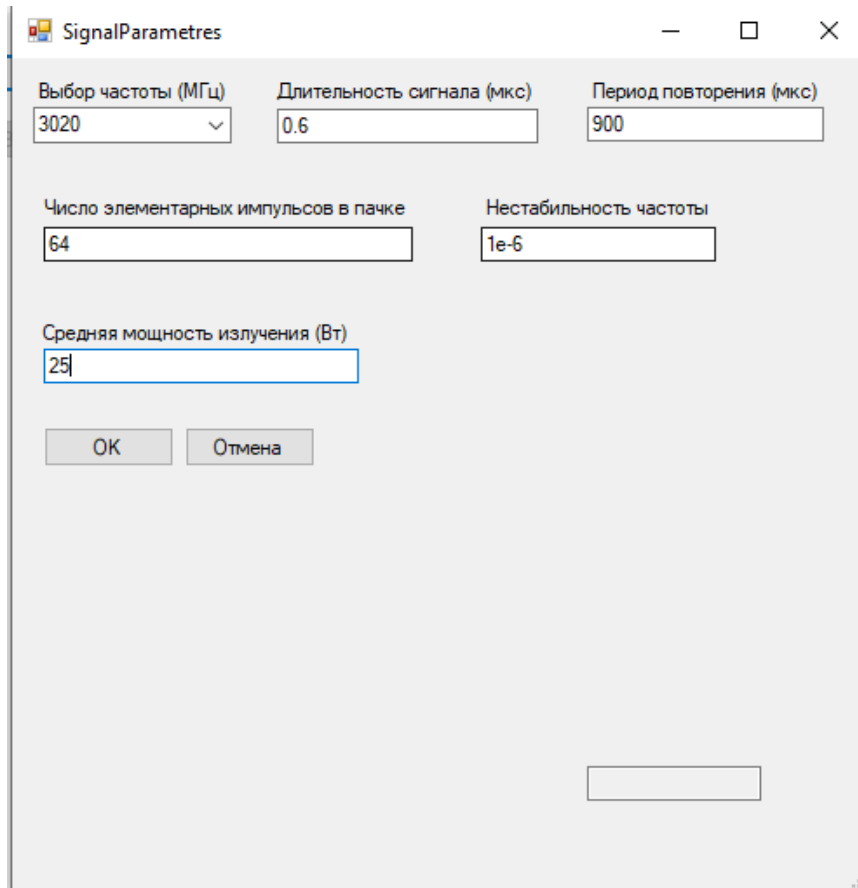 SignalParametres
Выбор частоты (МГц) Длительность сигнала (мкс) Период повторения (мкс)
3020 0.6 900
Число элементарных импульсов в пачке Нестабильность частоты
64 1e-6
Средняя мощность излучения (Вт)
25
OK Отмена